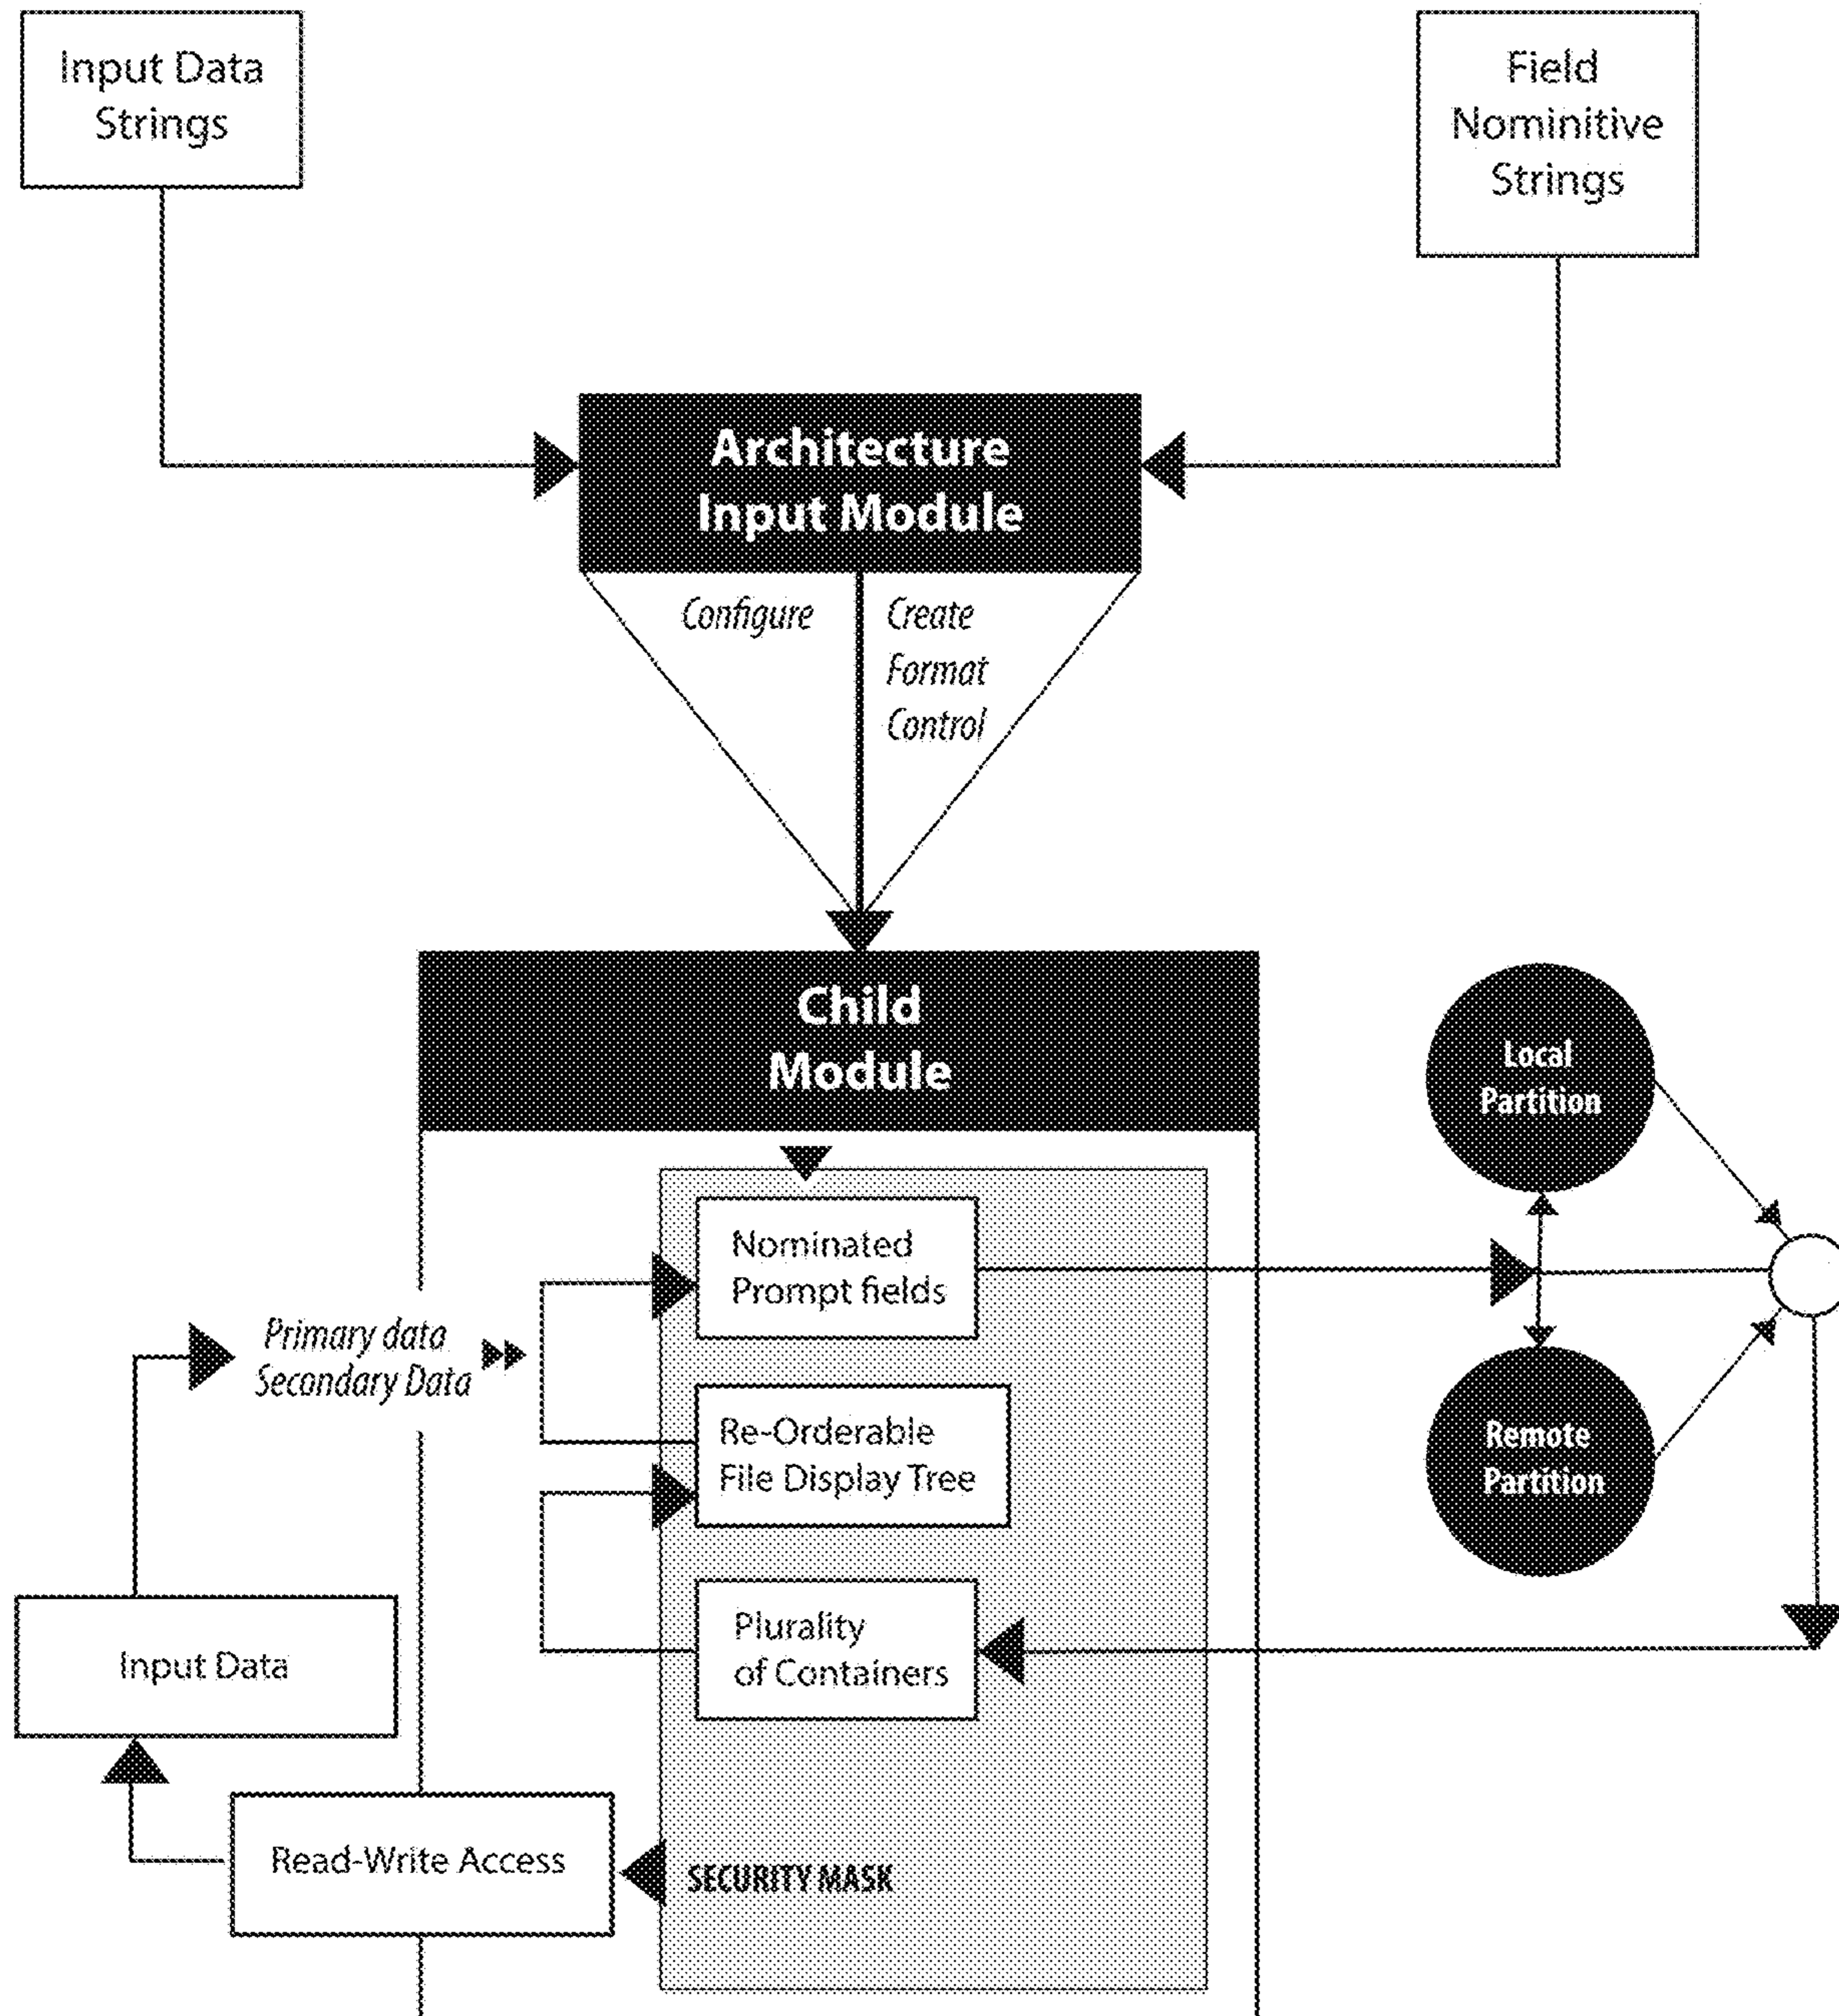 Input Data
Strings
Field
Nominitive
Strings
Architecture
Input Module
Configure
Create
Format
Control
Child
Module
Local
Partition
Nominated
Prompt fields
Primary data
Secondary Data
Re-Orderable
File Display Tree
Remote
Partition
Plurality
of Containers
Input Data
Read-Write Access
SECURITY MASK